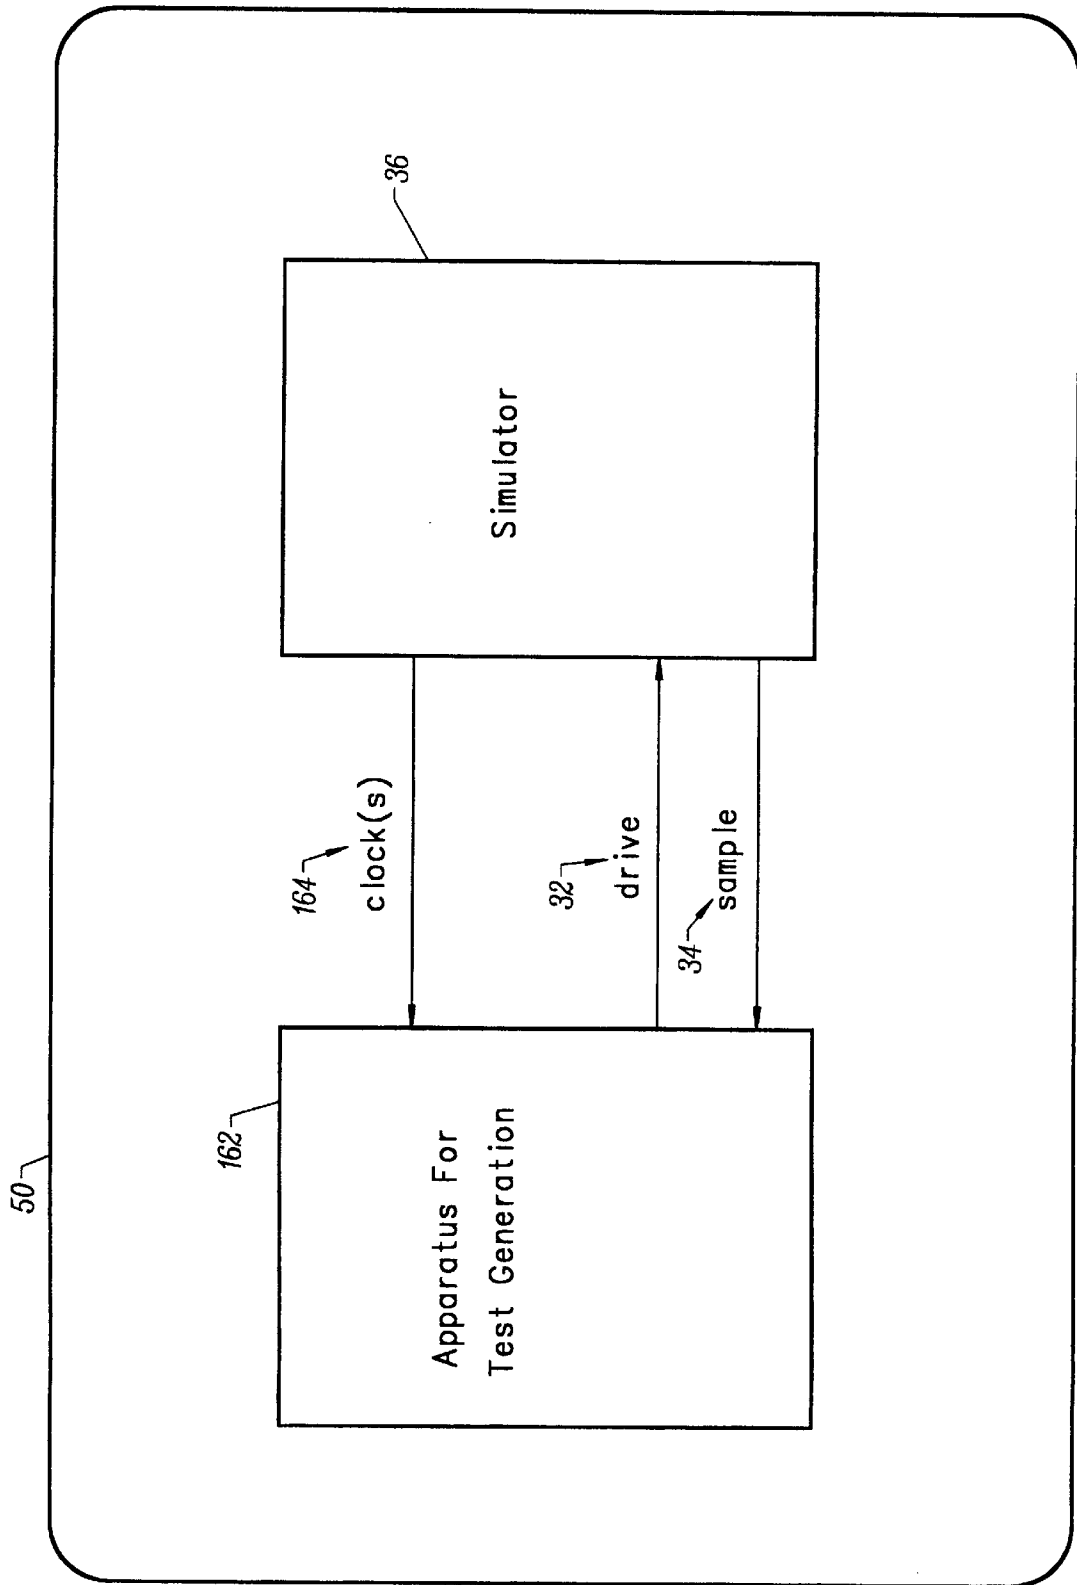 50
162
Apparatus For
Test Generation
164
clock(s)
32
drive
34
sample
36
Simulator